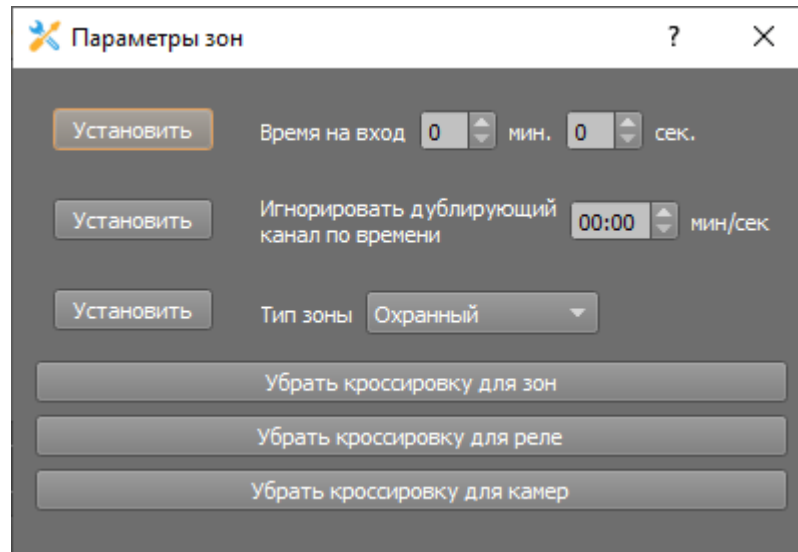 Параметры зон ?
Установить Время на вход 0 мин. 0 сек.
Установить Игнорировать дублирующий
канал по времени 00:00 мин/сек
Установить Тип зоны Охранный
Убрать кроссировку для зон
Убрать кроссировку для реле
Убрать кроссировку для камер